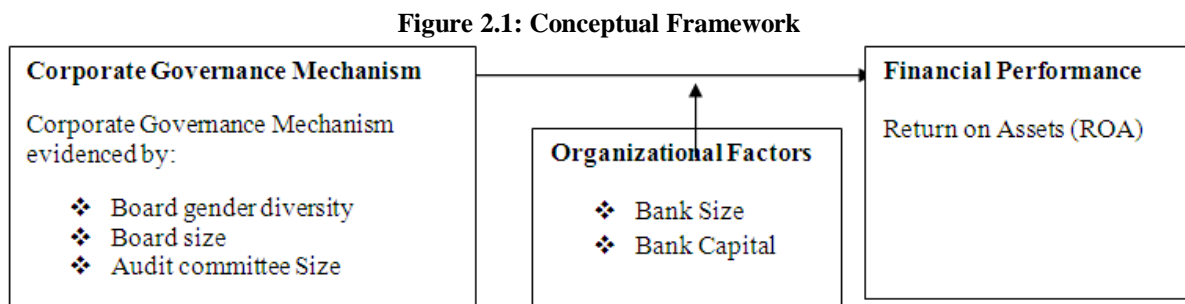 Figure 2.1: Conceptual Framework
Corporate Governance Mechanism
Corporate Governance Mechanism
evidenced by:
❖ Board gender diversity
❖ Board size
❖ Audit committee Size
Organizational Factors
❖ Bank Size
❖ Bank Capital
Financial Performance
Return on Assets (ROA)